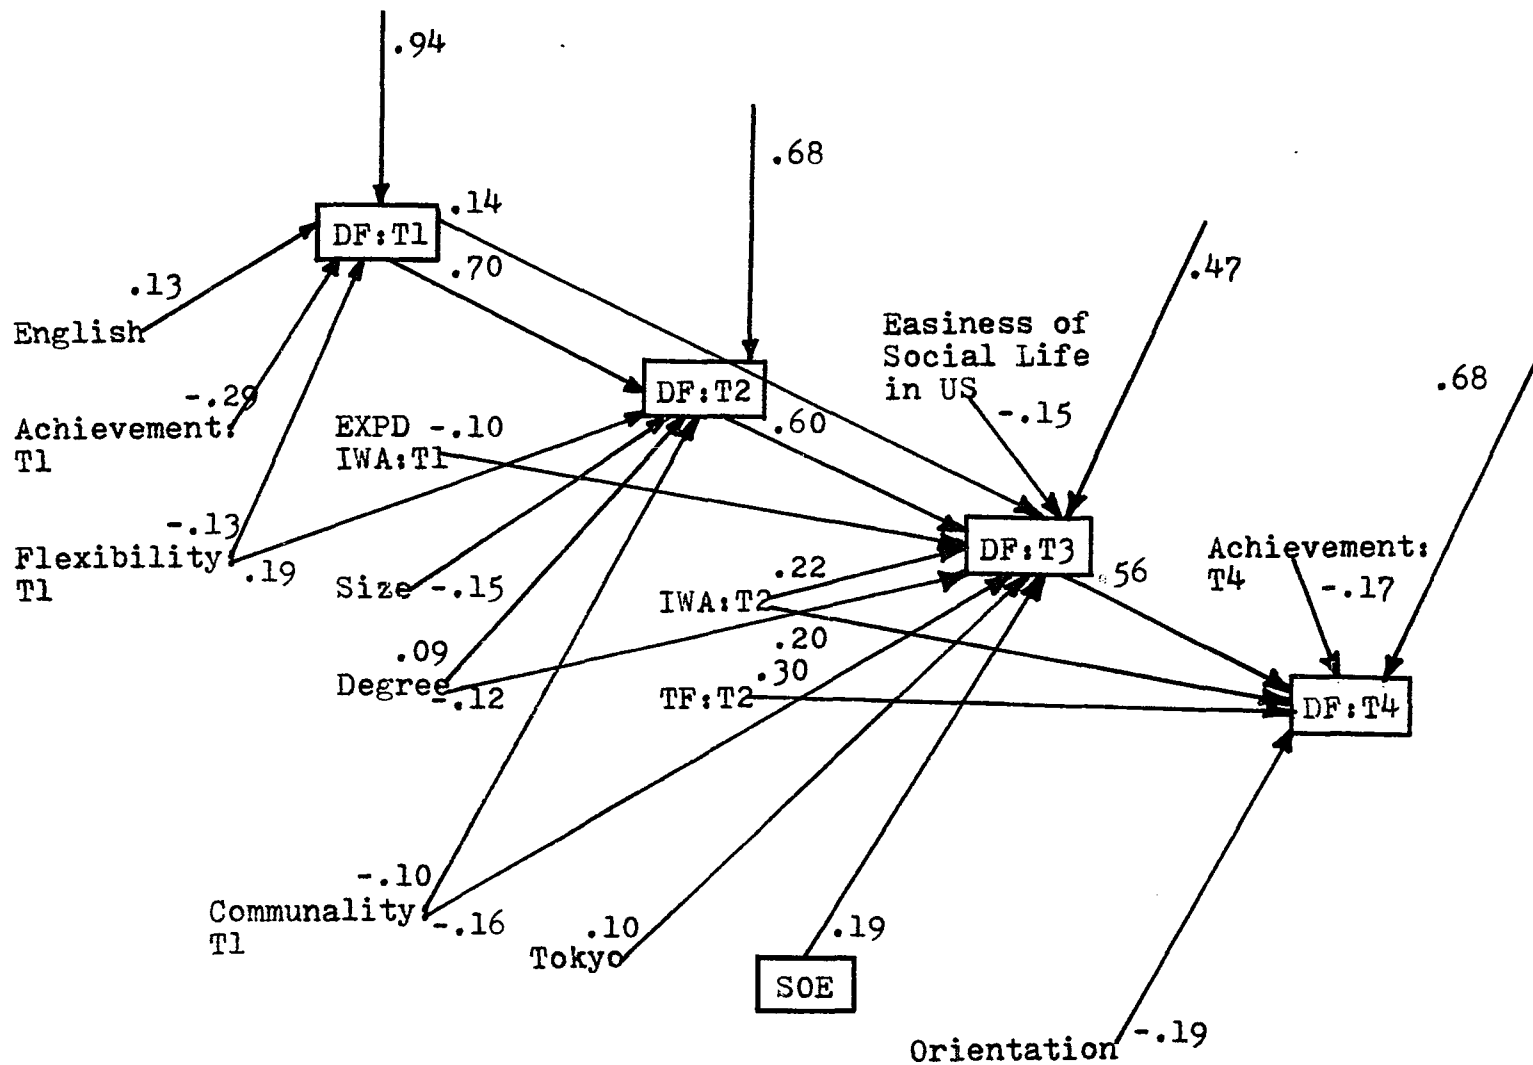 .94
.68
.14
DF:T1
.70
.13
English
.47
Easiness of
Social Life
in US
-.15
.68
DF:T2
.60
-.29
Achievement:
T1
EXPD -.10
IWA:T1
-.13
Flexibility
T1
.19
Size -.15
DF:T3
.56
Achievement:
T4
-.17
.22
IWA:T2
.20
.09
Degree
-.12
.30
TF:T2
DF:T4
-.10
Communality
T1
-.16
.10
Tokyo
.19
SOE
Orientation
-.19